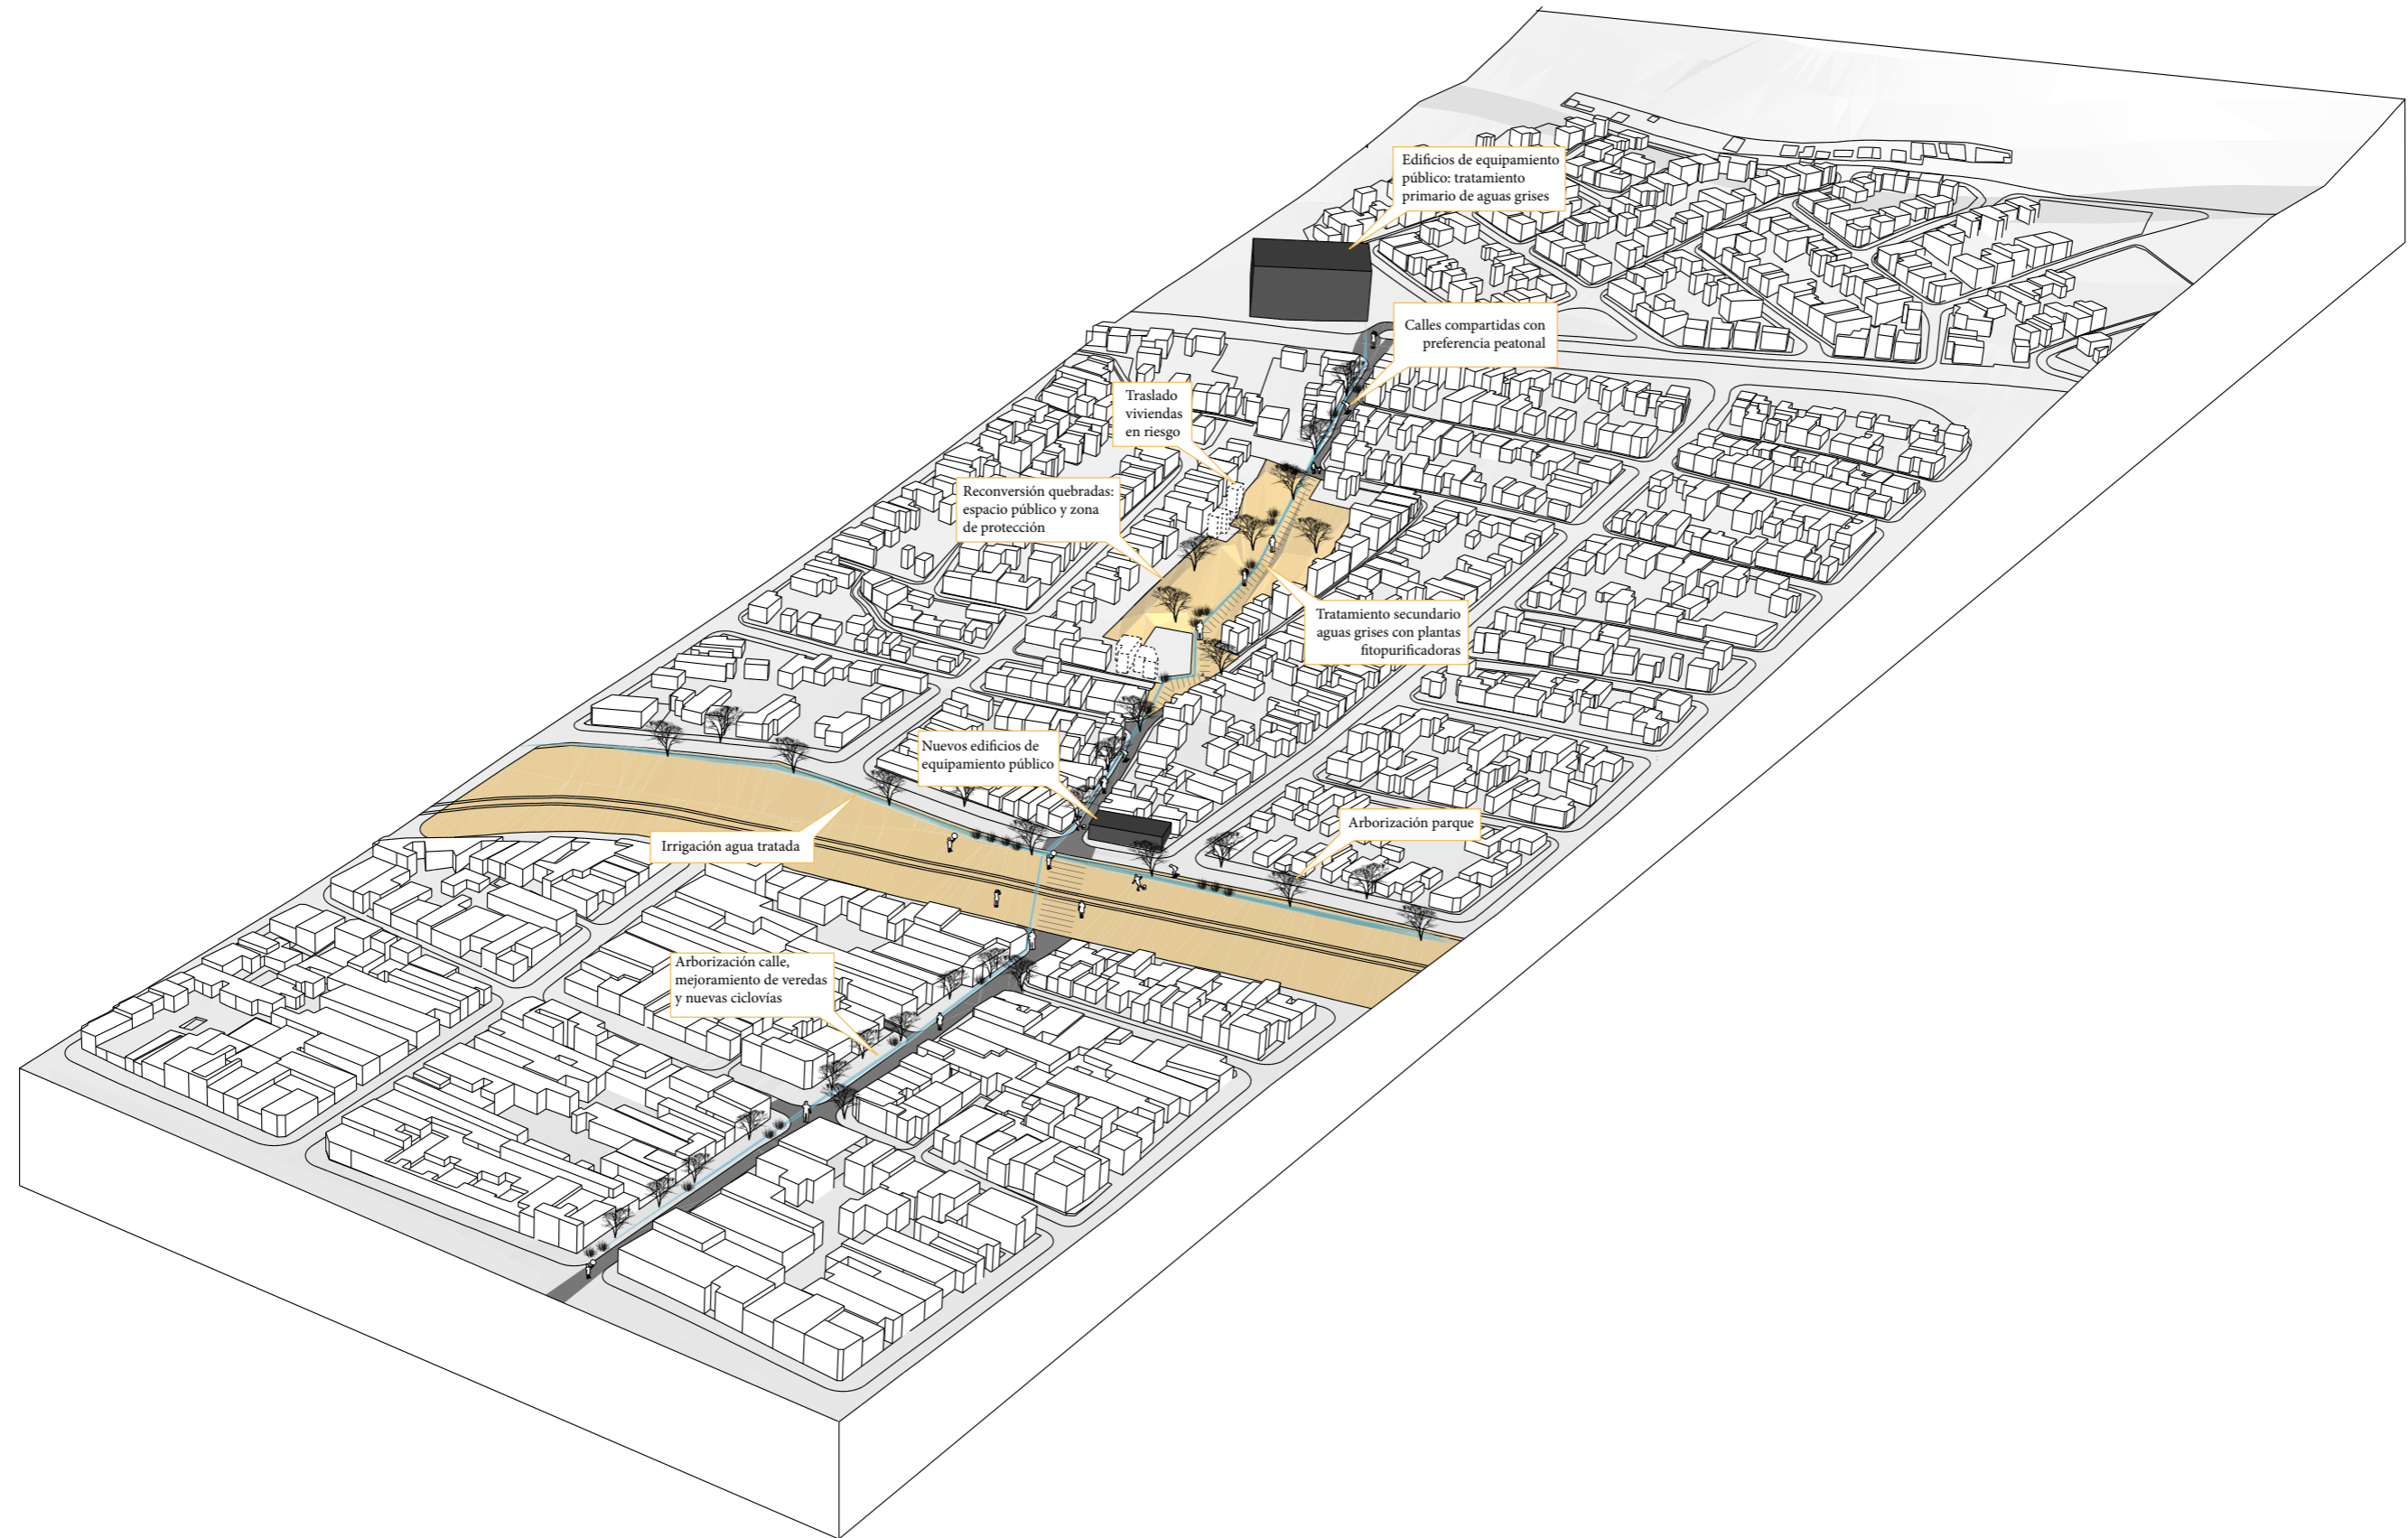 Edificios de equipamiento
público: tratamiento
primario de aguas grises
Calles compartidas con
preferencia peatonal
Traslado
viviendas
en riesgo
Reconversión quebradas:
espacio público y zona
de protección
Tratamiento secundario
aguas grises con plantas
fitopurificadoras
Nuevos edificios de
equipamiento público
Arborización parque
Irrigación agua tratada
Arborización calle,
mejoramiento de veredas
y nuevas ciclovías